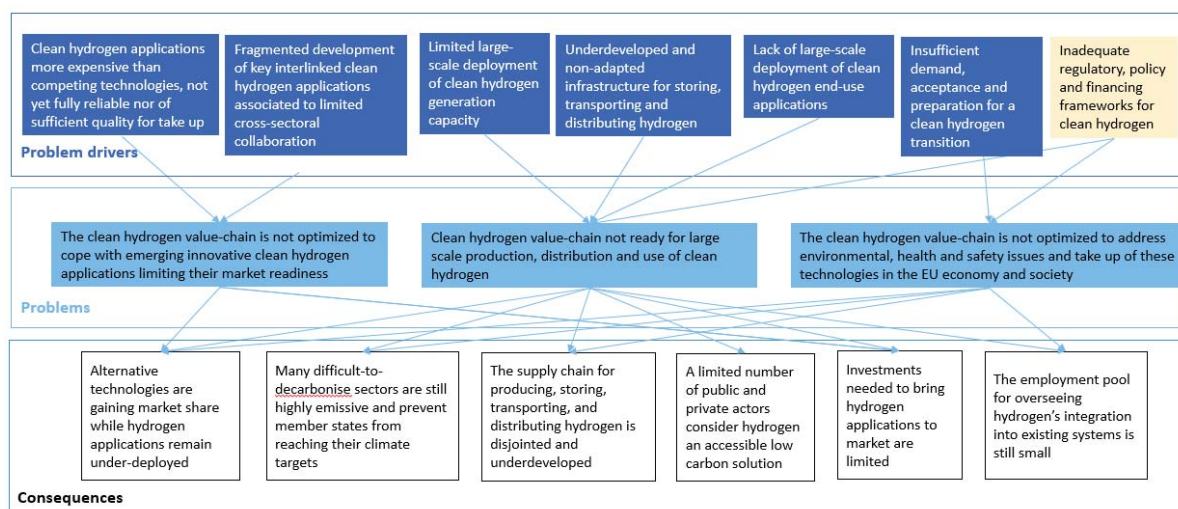 Clean hydrogen applications
more expensive than
competing technologies, not
yet fully reliable nor of
sufficient quality for take up
Fragmented development
of key interlinked clean
hydrogen applications
associated to limited
cross-sectoral
collaboration
Limited large-
scale deployment
of clean hydrogen
generation
capacity
Underdeveloped and
non-adapted
infrastructure for storing,
transporting and
distributing hydrogen
Lack of large-scale
deployment of clean
hydrogen end-use
applications
Insufficient
demand,
acceptance and
preparation for a
clean hydrogen
transition
Inadequate
regulatory, policy
and financing
frameworks for
clean hydrogen
Problem drivers
The clean hydrogen value-chain is not optimized to
cope with emerging innovative clean hydrogen
applications limiting their market readiness
Clean hydrogen value-chain not ready for large
scale production, distribution and use of clean
hydrogen
The clean hydrogen value-chain is not optimized to address
environmental, health and safety issues and take up of these
technologies in the EU economy and society
Problems
Alternative
technologies are
gaining market share
while hydrogen
applications remain
under-deployed
Many difficult-to-
decarbonise sectors are still
highly emissive and prevent
member states from
reaching their climate
targets
The supply chain for
producing, storing,
transporting, and
distributing hydrogen is
disjointed and
underdeveloped
A limited number
of public and
private actors
consider hydrogen
an accessible low
carbon solution
Investments
needed to bring
hydrogen
applications to
market are
limited
The employment pool
for overseeing
hydrogen's integration
into existing systems is
still small
Consequences